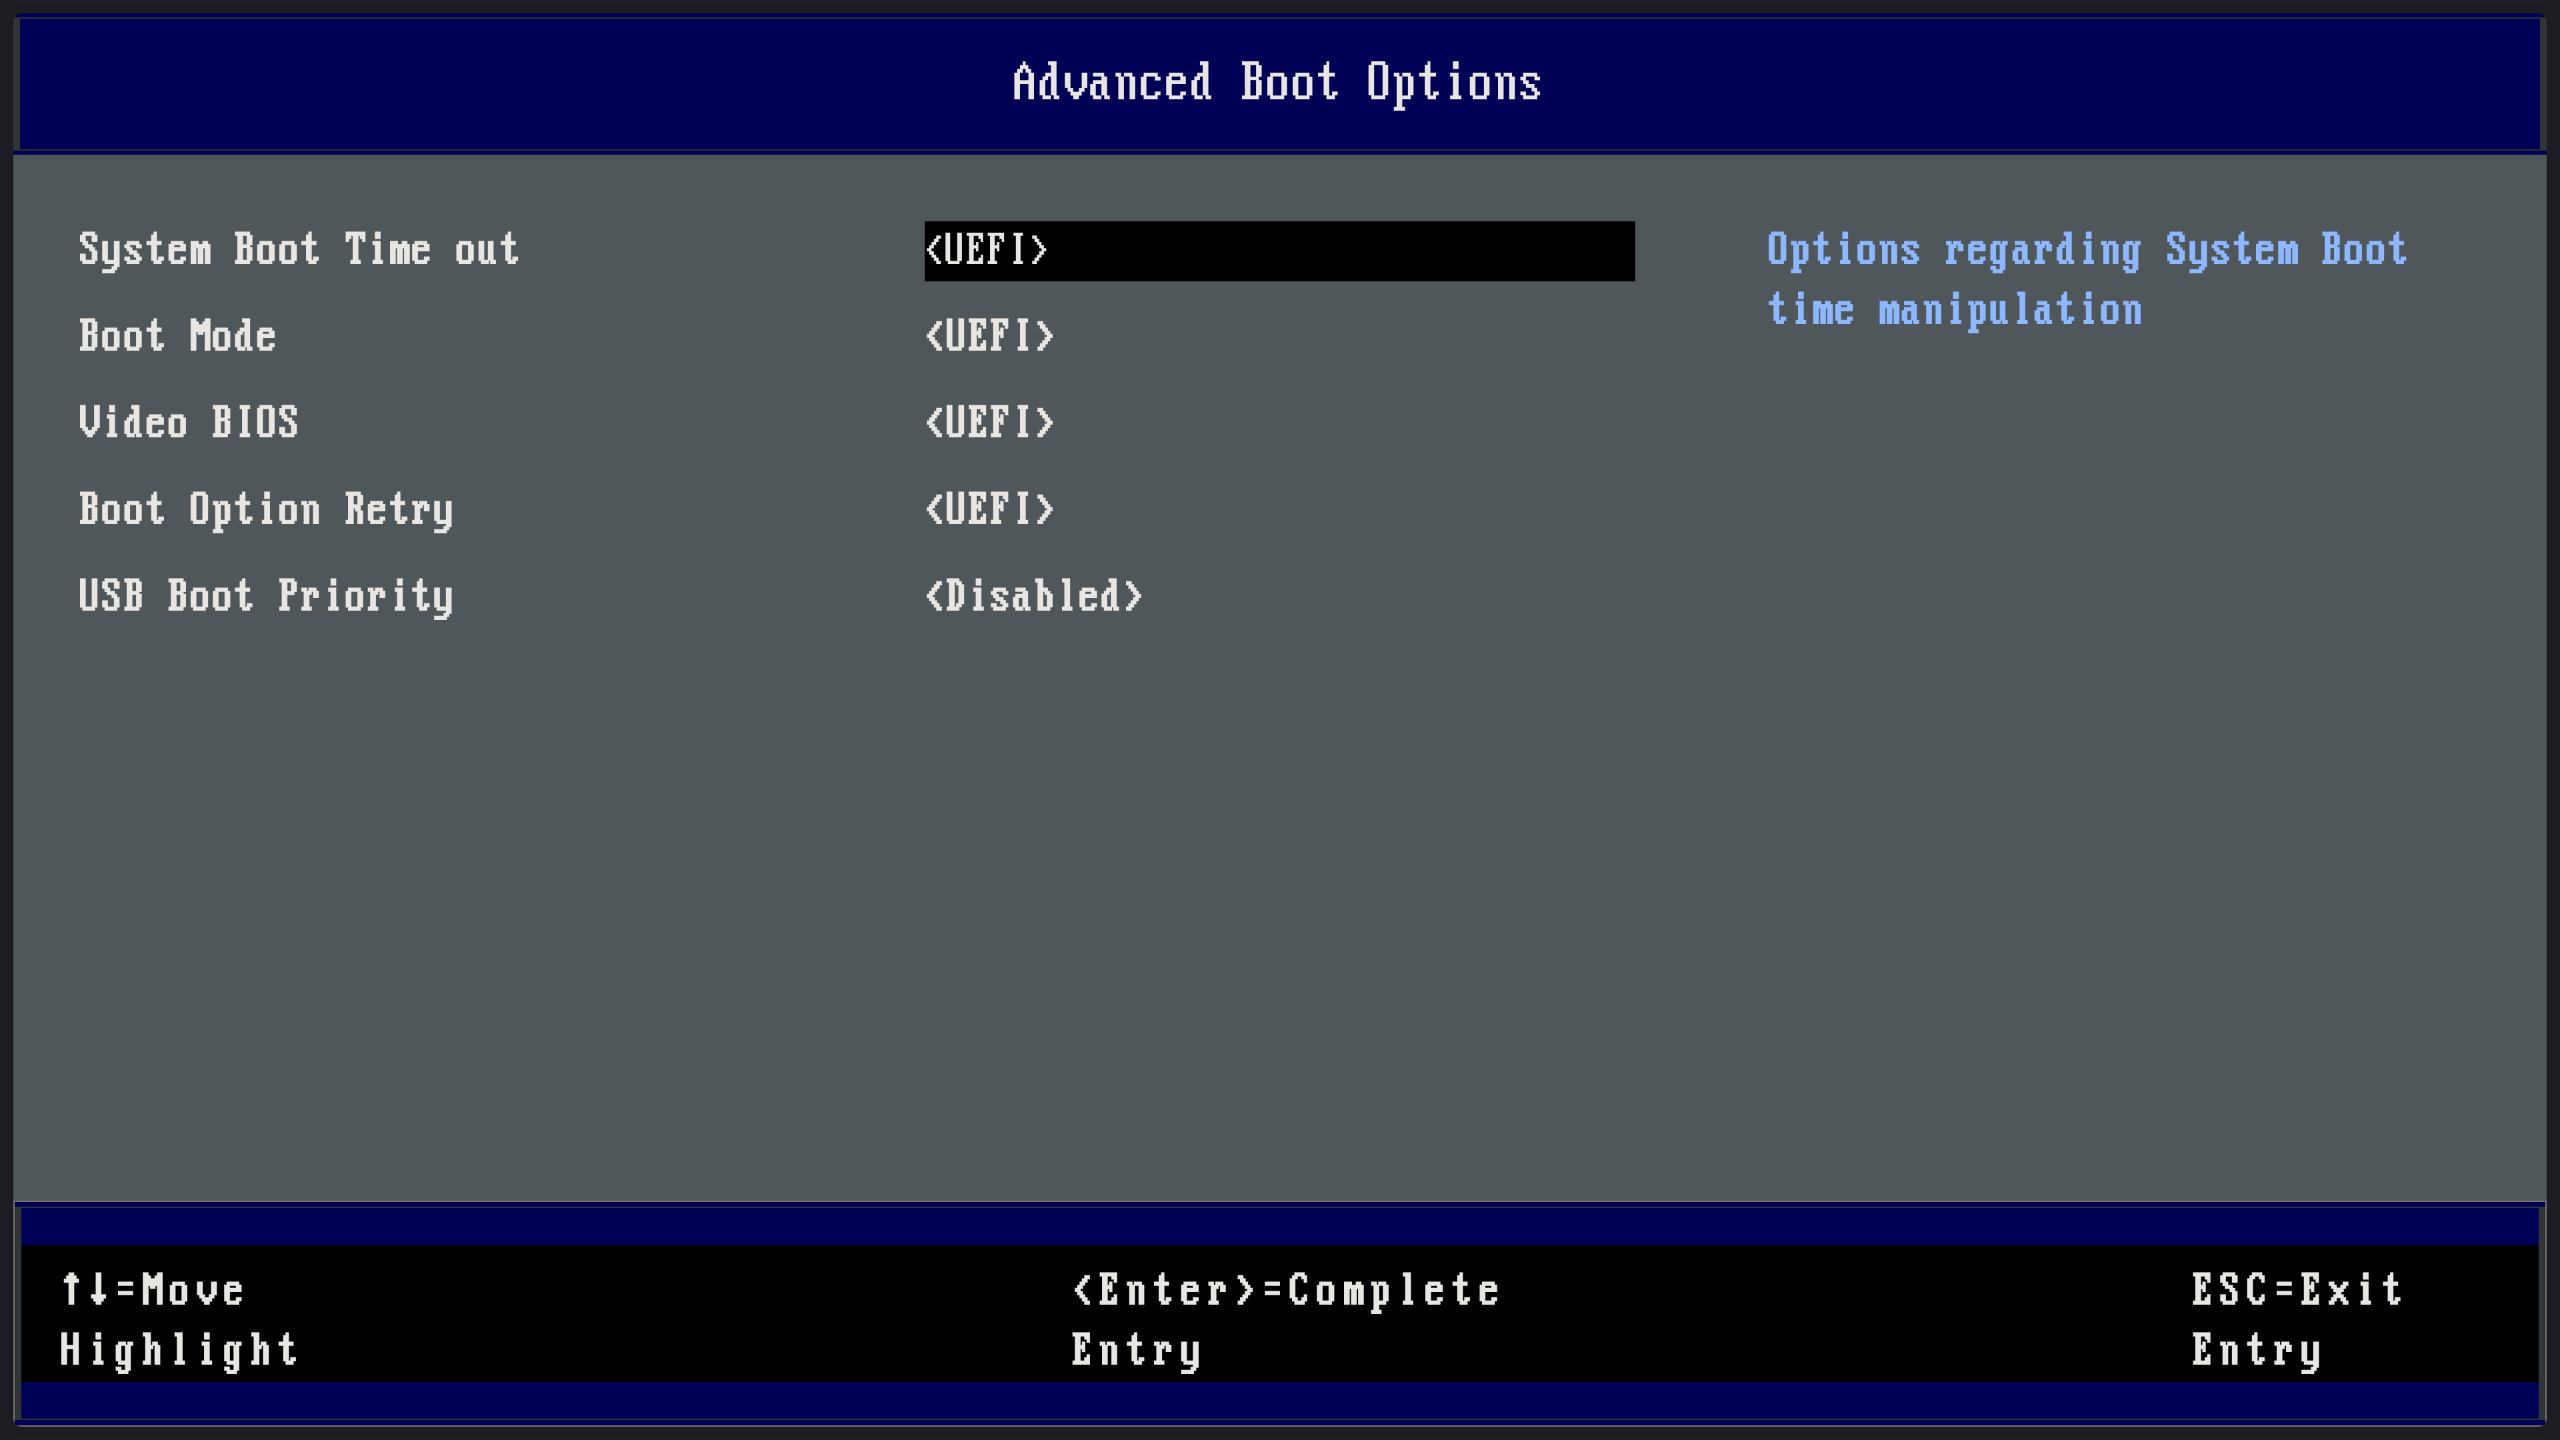 Advanced Boot Options
System Boot Time out <UEFI>
Boot Mode <UEFI>
Video BIOS <UEFI>
Boot Option Retry <UEFI>
USB Boot Priority <Disabled>
Options regarding System Boot
time manipulation
↑↓=Move Highlight
<Enter>=Complete Entry
ESC=Exit Entry